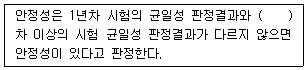 안정성은 1년차 시험의 균일성 판정결과와 (    )
차 이상의 시험 균일성 판정결과가 다르지 않으면
안정성이 있다고 판정한다.